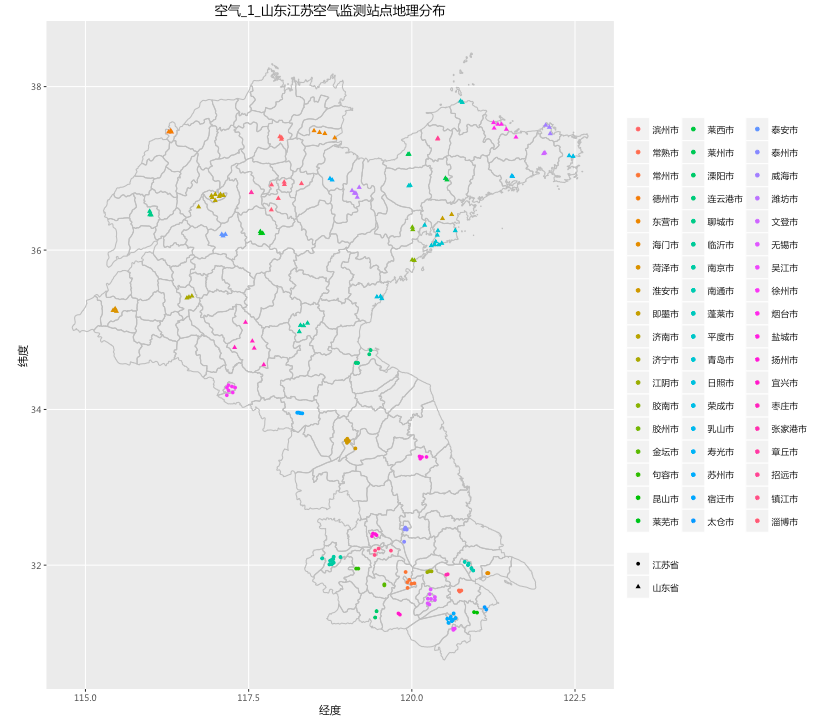 空气_1_山东江苏空气监测站点地理分布
38
36
34
32
纬度
115.0 117.5 120.0 122.5
经度
滨州市 莱西市 泰安市
常熟市 莱州市 泰州市
常州市 溧阳市 威海市
德州市 连云港市 潍坊市
东营市 聊城市 文登市
海门市 临沂市 无锡市
菏泽市 南京市 吴江市
淮安市 南通市 徐州市
即墨市 蓬莱市 烟台市
济南市 平度市 盐城市
济宁市 青岛市 扬州市
江阴市 日照市 宜兴市
胶南市 荣成市 枣庄市
胶州市 乳山市 张家港市
金坛市 寿光市 章丘市
句容市 苏州市 招远市
昆山市 宿迁市 镇江市
莱芜市 太仓市 淄博市
江苏省
山东省